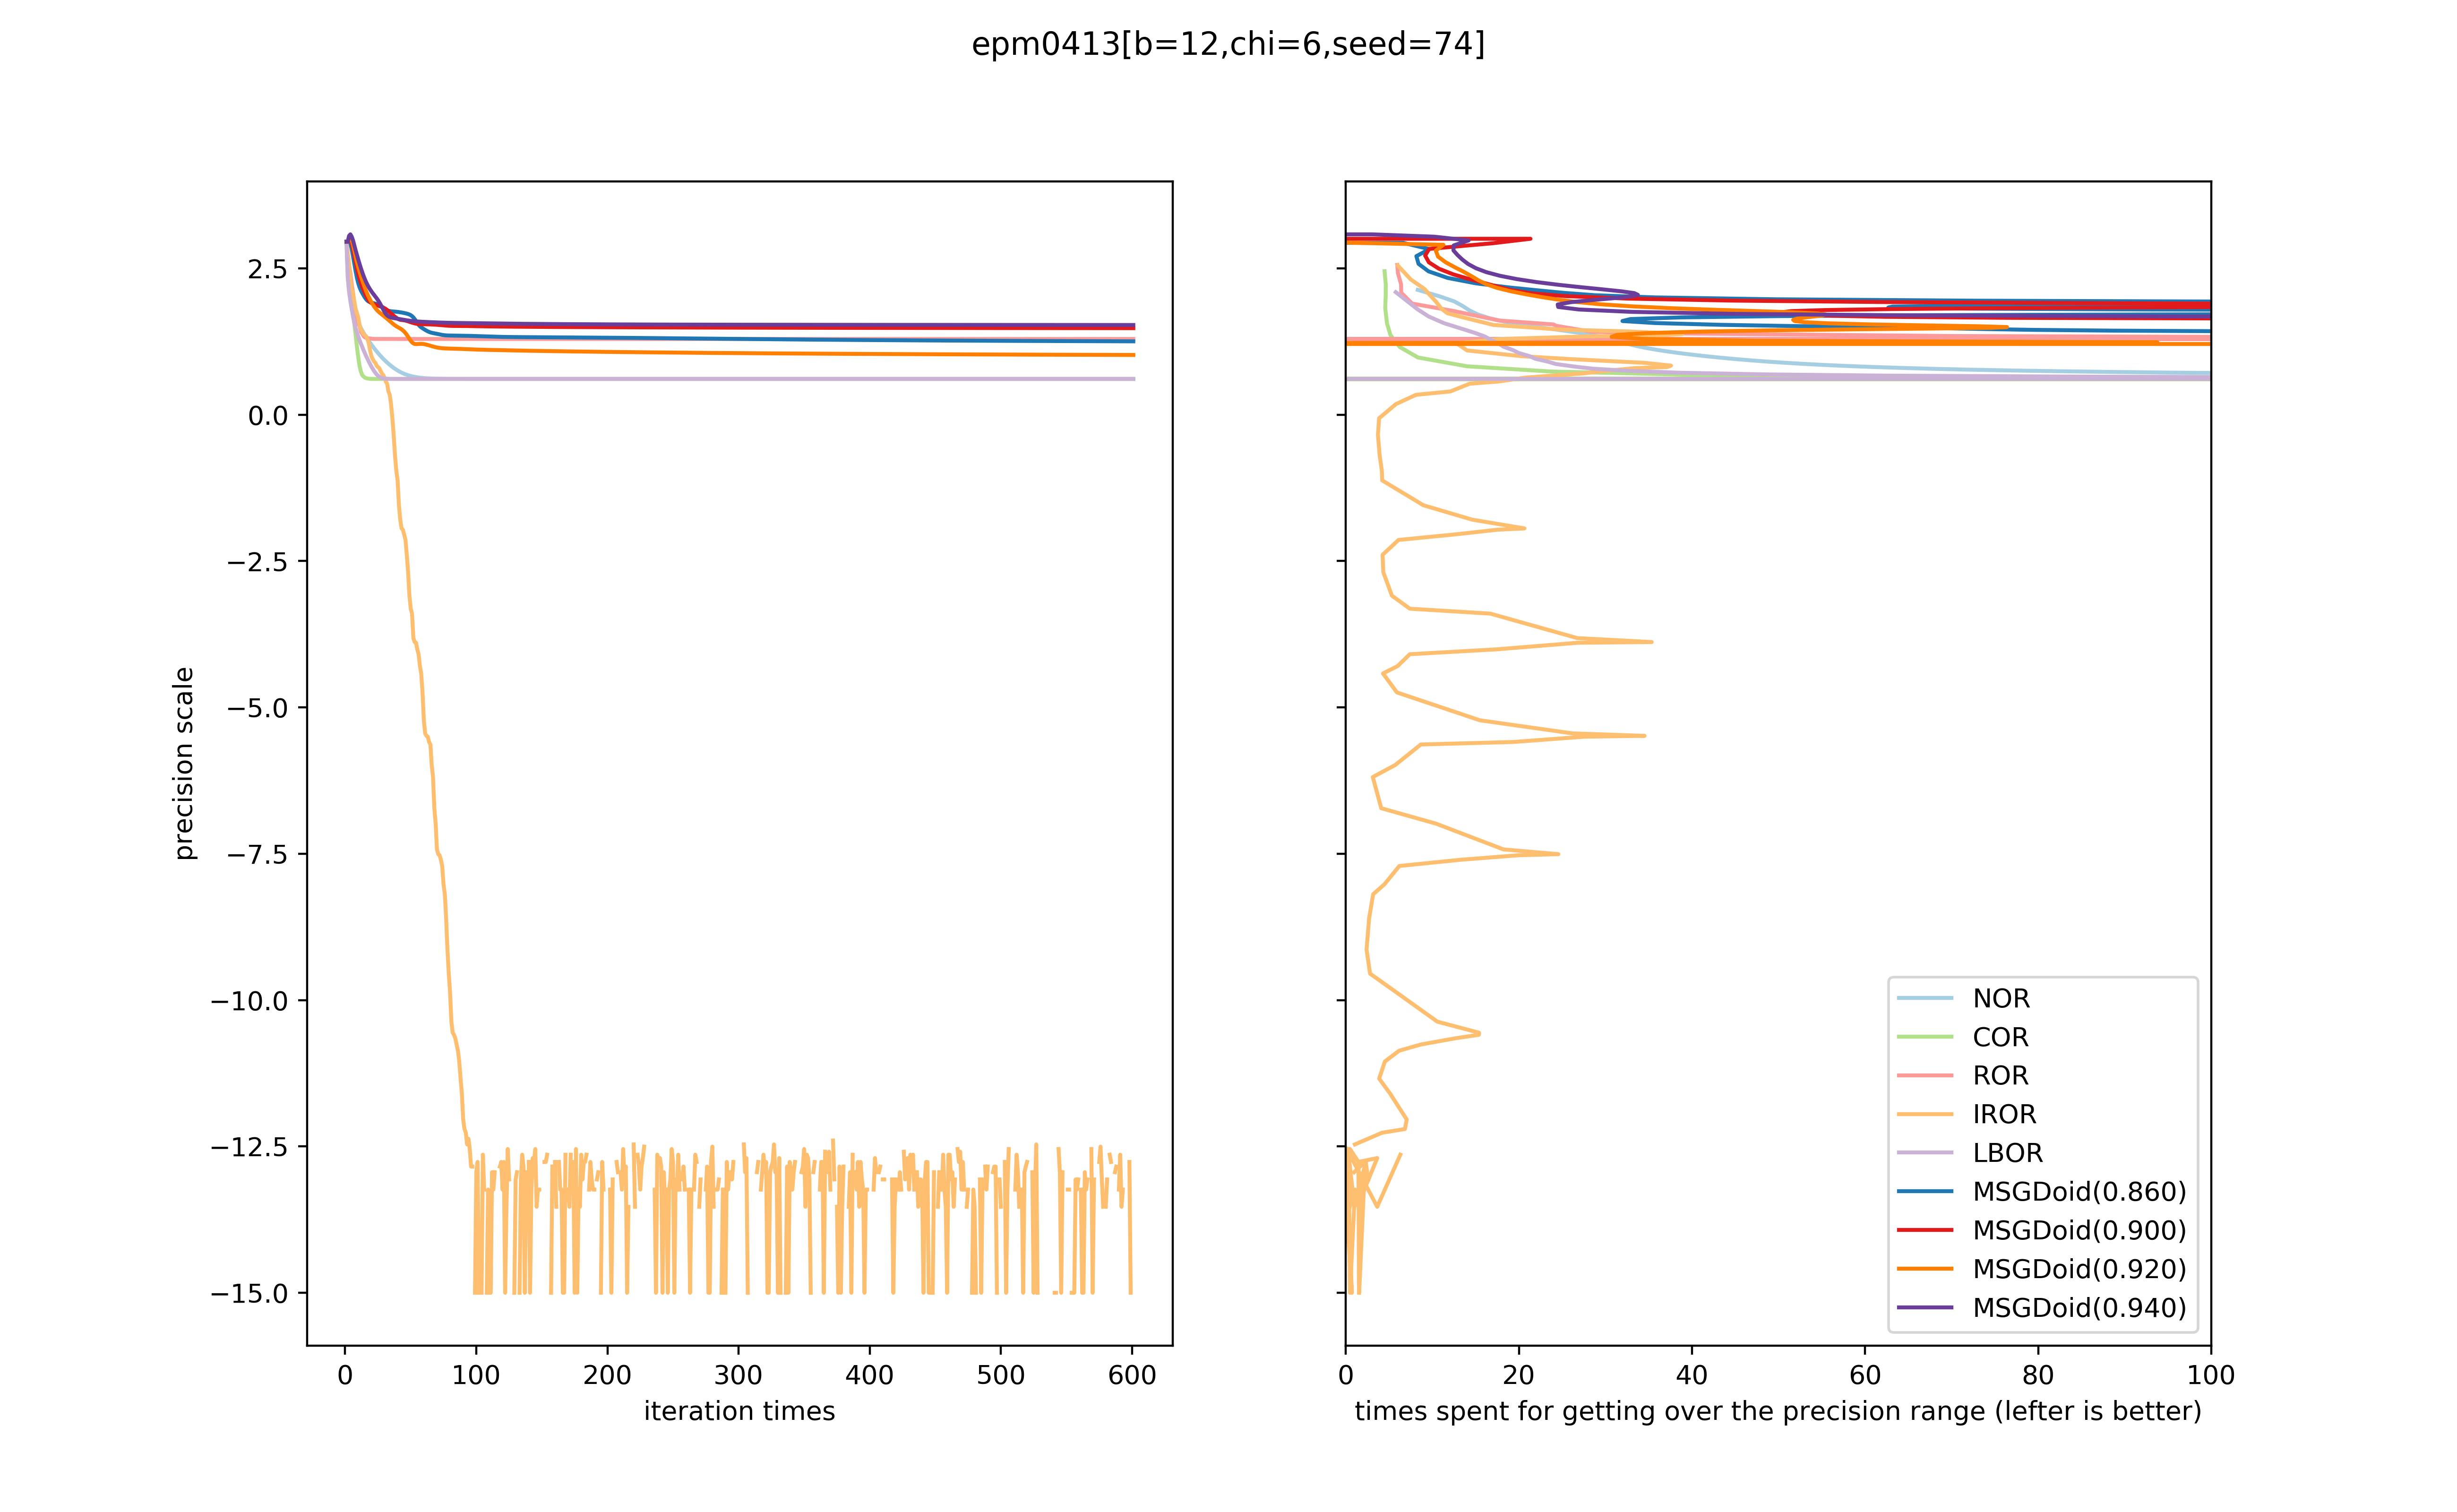 epm0413[b=12,chi=6,seed=74]
precision scale
2.5
0.0
−2.5
−5.0
−7.5
−10.0
−12.5
−15.0
0 100 200 300 400 500 600
iteration times
0 20 40 60 80 100
times spent for getting over the precision range (lefter is better)
NOR
COR
ROR
IROR
LBOR
MSGDoid(0.860)
MSGDoid(0.900)
MSGDoid(0.920)
MSGDoid(0.940)